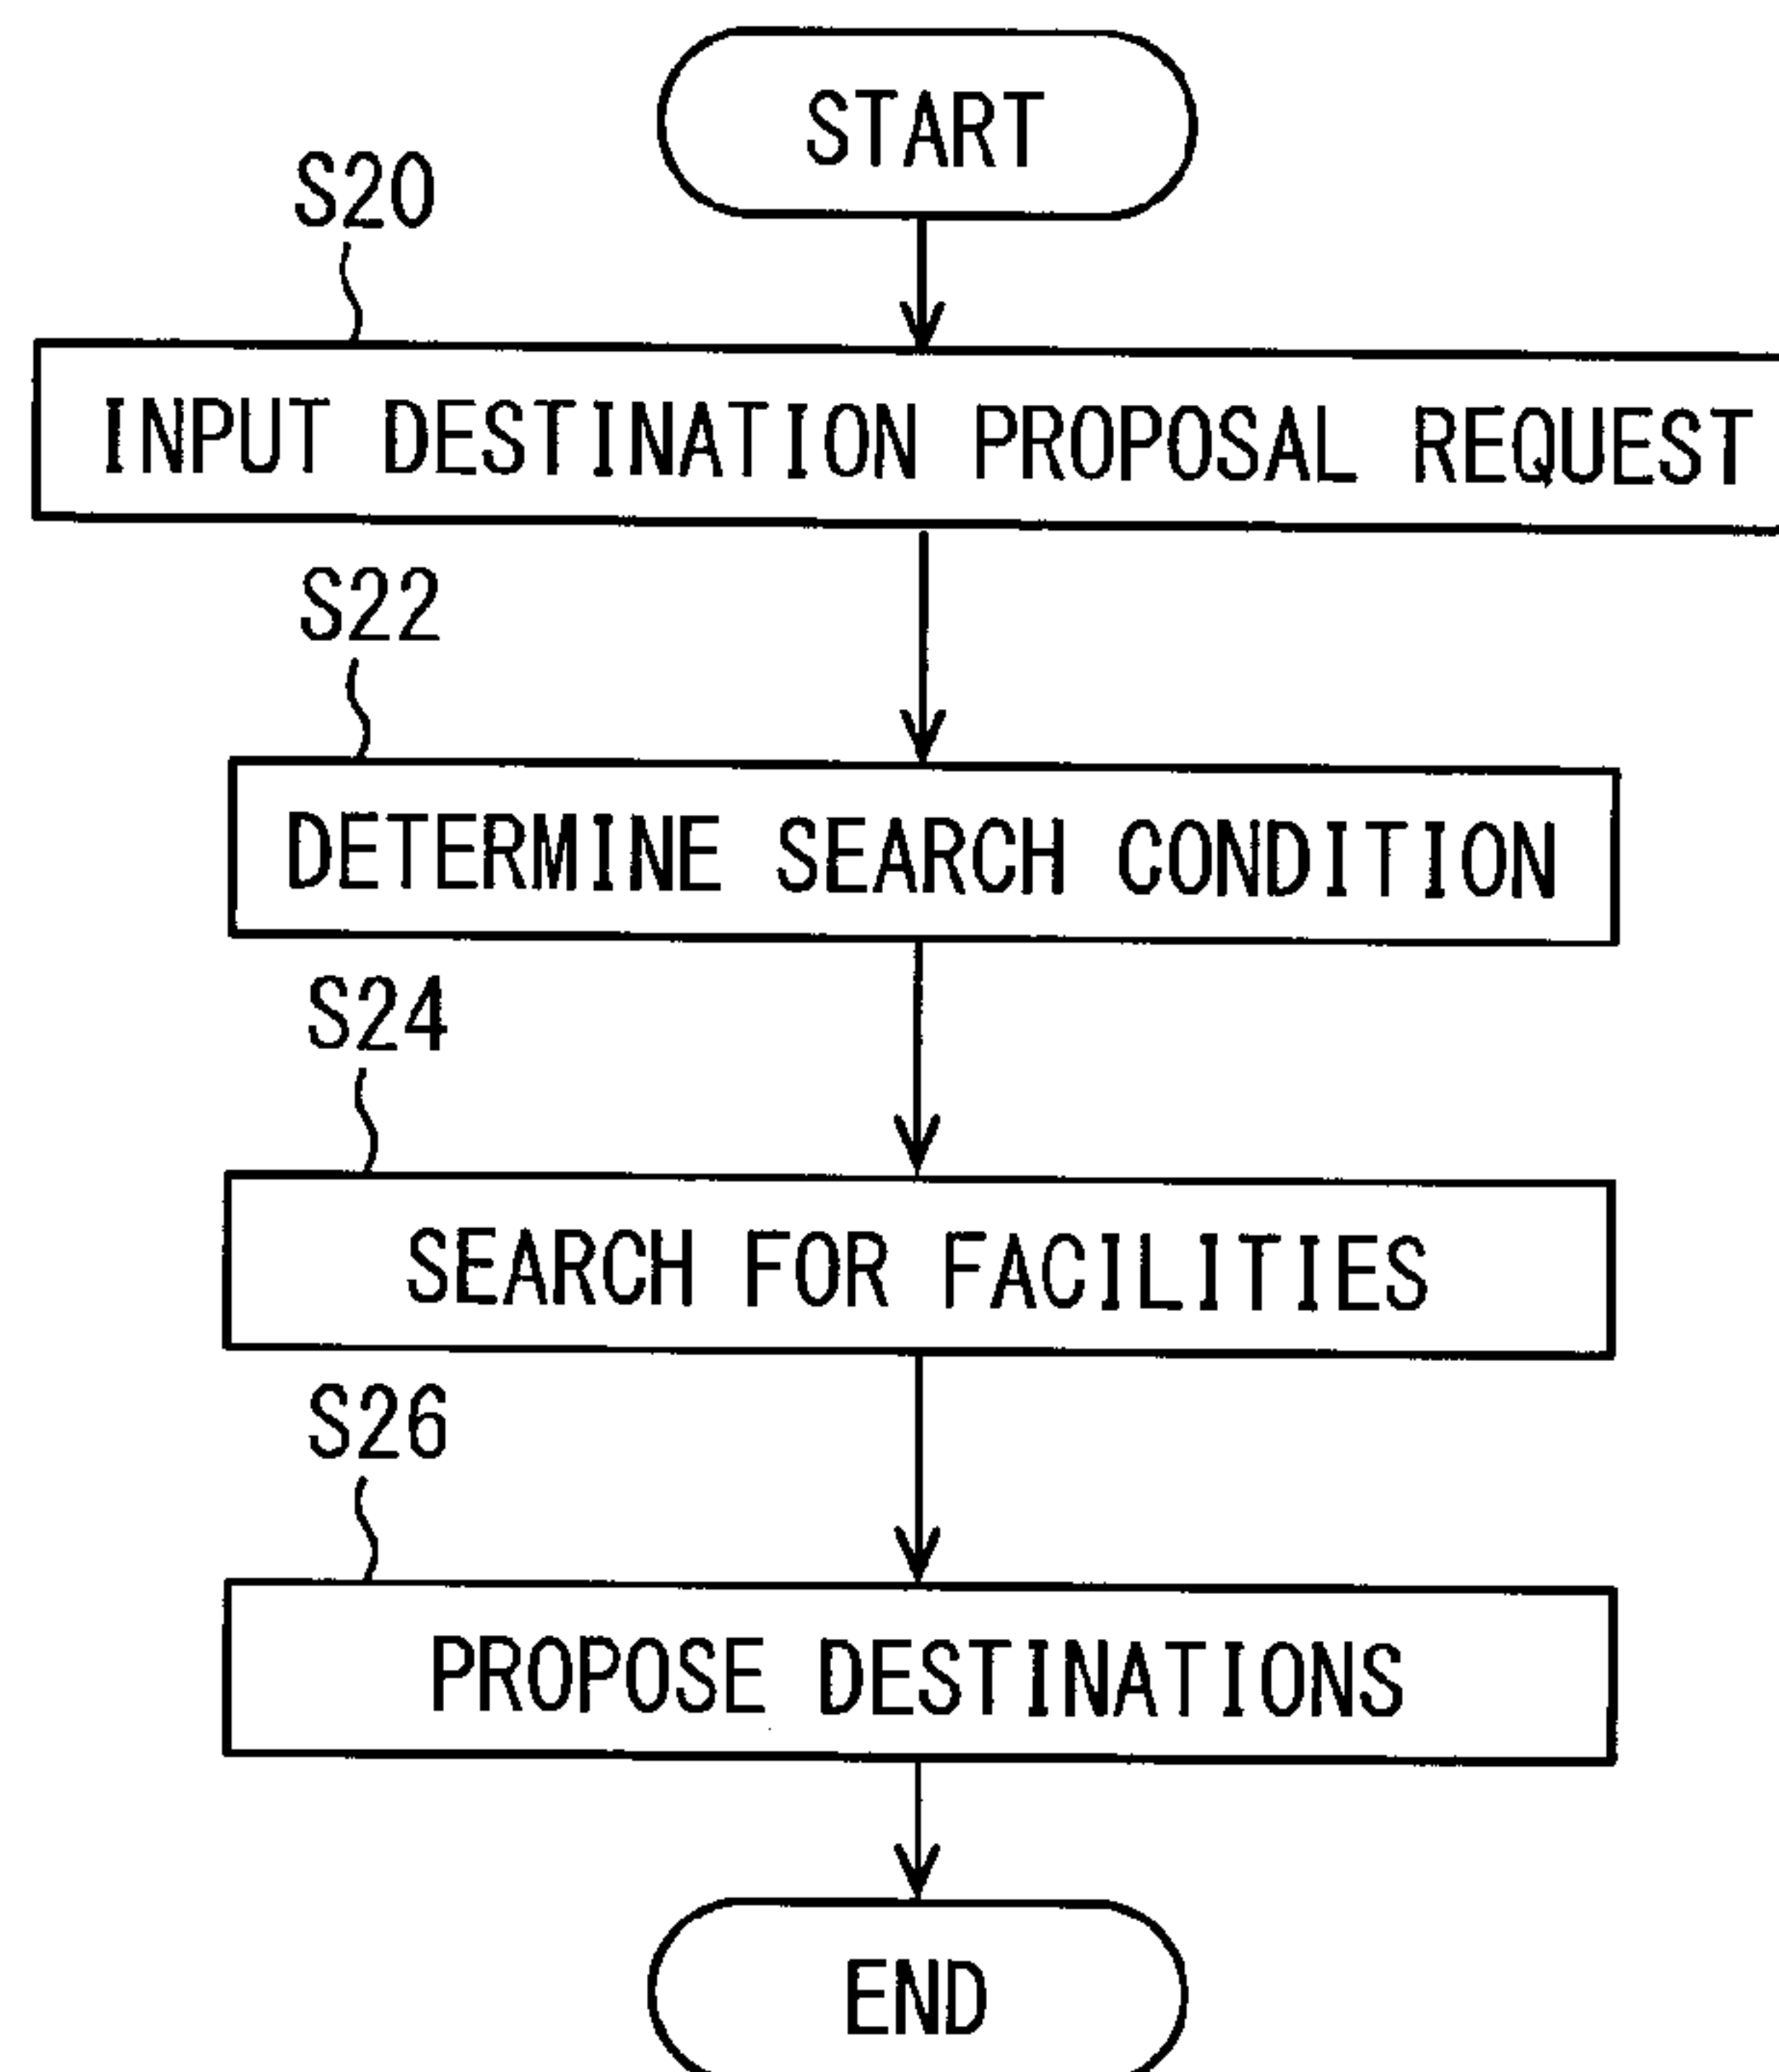 START
S20
INPUT DESTINATION PROPOSAL REQUEST
S22
DETERMINE SEARCH CONDITION
S24
SEARCH FOR FACILITIES
S26
PROPOSE DESTINATIONS
END